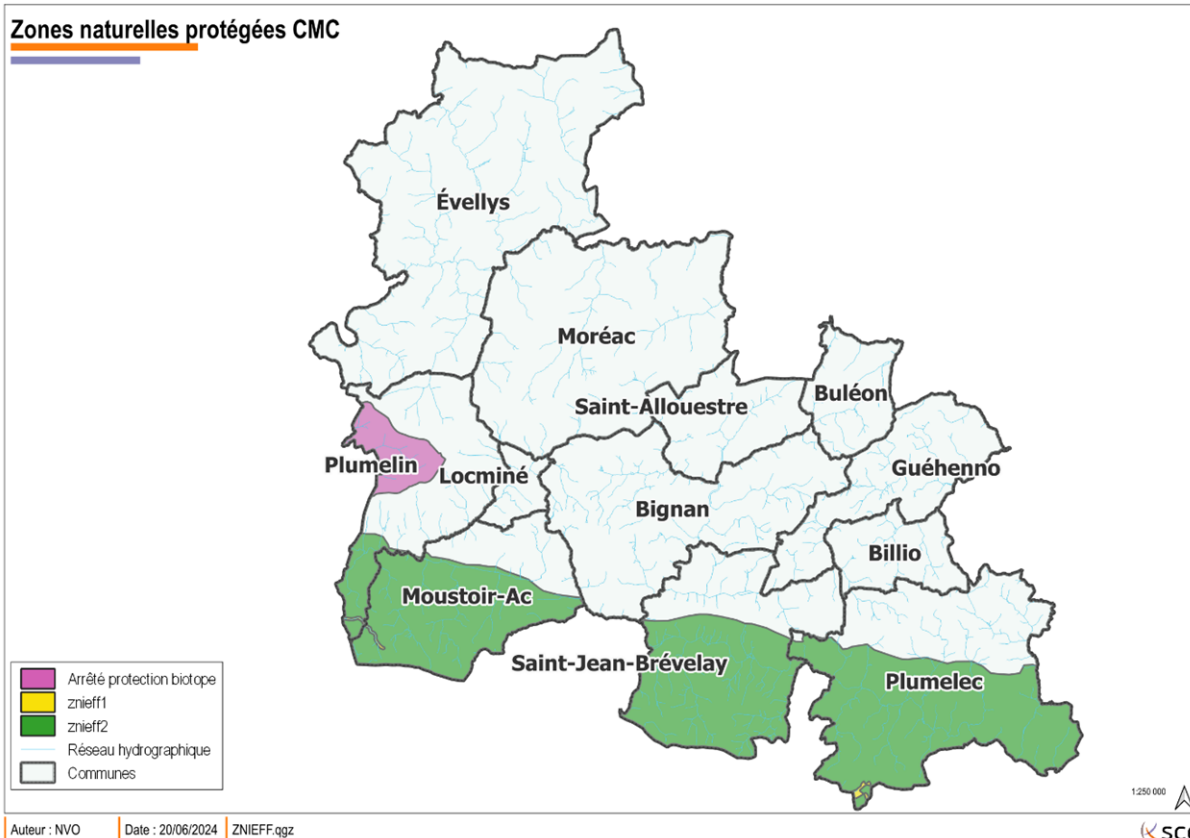 Zones naturelles protégées CMC
Évellys
Moréac
Buléon
Saint-Allouestre
Plumelin
Locminé
Guéhenno
Bignan
Billio
Moustoir-Ac
Saint-Jean-Brévelay
Plumelec
Arrêté protection biotope
znieff1
znieff2
Réseau hydrographique
Communes
1:250 000
Auteur : NVO
Date : 20/06/2024
ZNIEFF.qgz